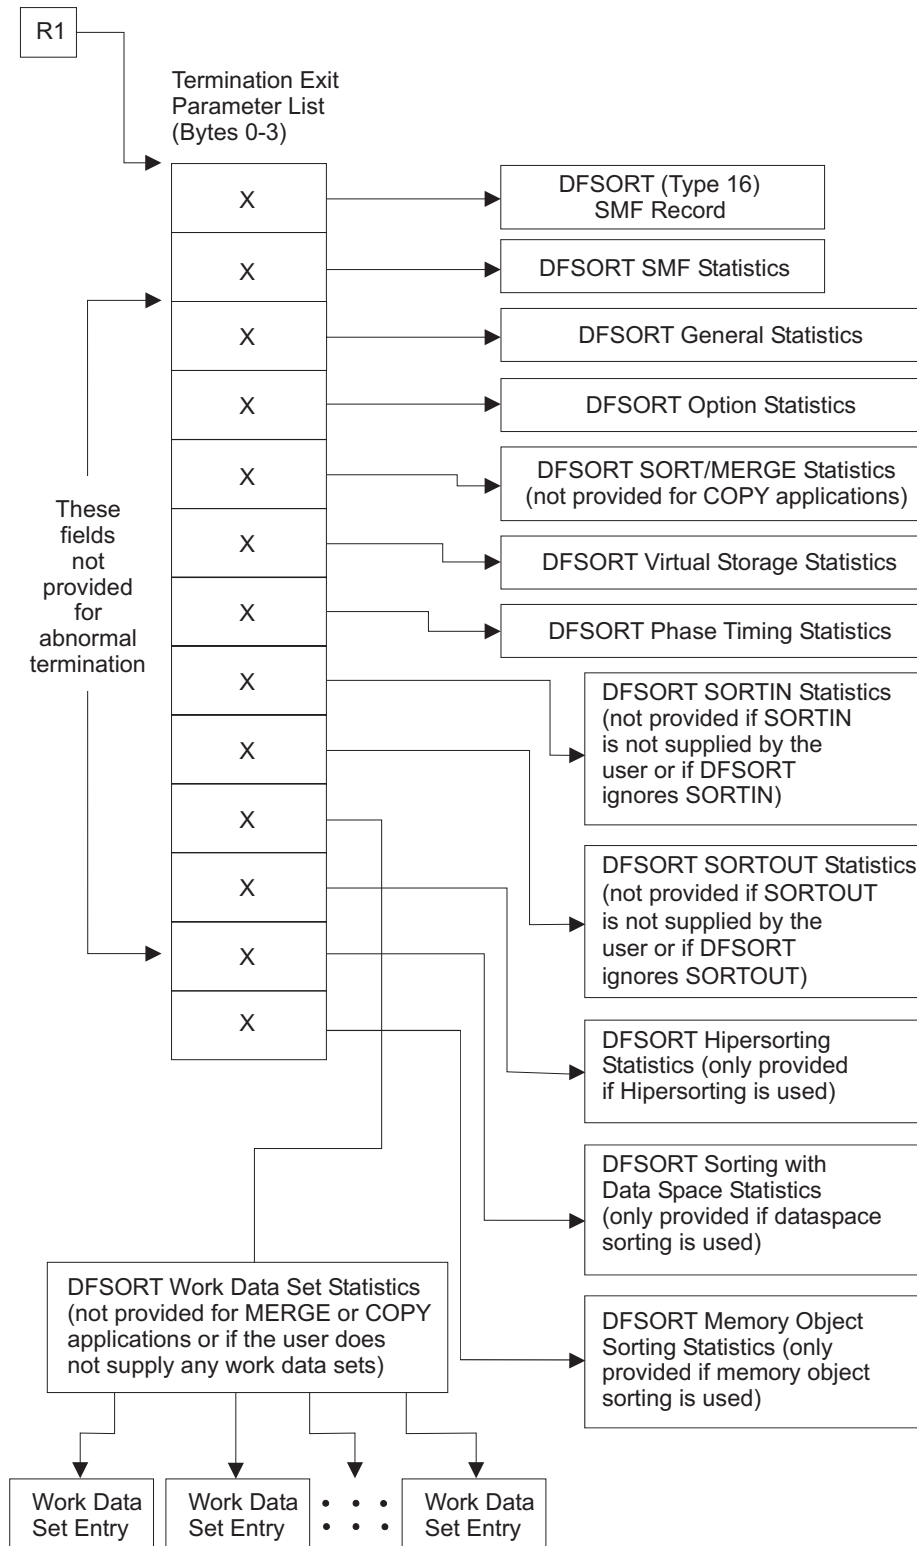 R1
Termination Exit
Parameter List
(Bytes 0-3)
X
DFSORT (Type 16)
SMF Record
X
DFSORT SMF Statistics
X
DFSORT General Statistics
X
DFSORT Option Statistics
X
DFSORT SORT/MERGE Statistics
(not provided for COPY applications)
These
fields
not
provided
for
abnormal
termination
X
DFSORT Virtual Storage Statistics
X
DFSORT Phase Timing Statistics
X
DFSORT SORTIN Statistics
(not provided if SORTIN
is not supplied by the
user or if DFSORT
ignores SORTIN)
X
DFSORT SORTOUT Statistics
(not provided if SORTOUT
is not supplied by the
user or if DFSORT
ignores SORTOUT)
X
X
DFSORT Hipersorting
Statistics (only provided
if Hipersorting is used)
X
DFSORT Sorting with
Data Space Statistics
(only provided if dataspace
sorting is used)
X
DFSORT Memory Object
Sorting Statistics (only
provided if memory object
sorting is used)
DFSORT Work Data Set Statistics
(not provided for MERGE or COPY
applications or if the user does
not supply any work data sets)
Work Data
Set Entry
Work Data
Set Entry
Work Data
Set Entry